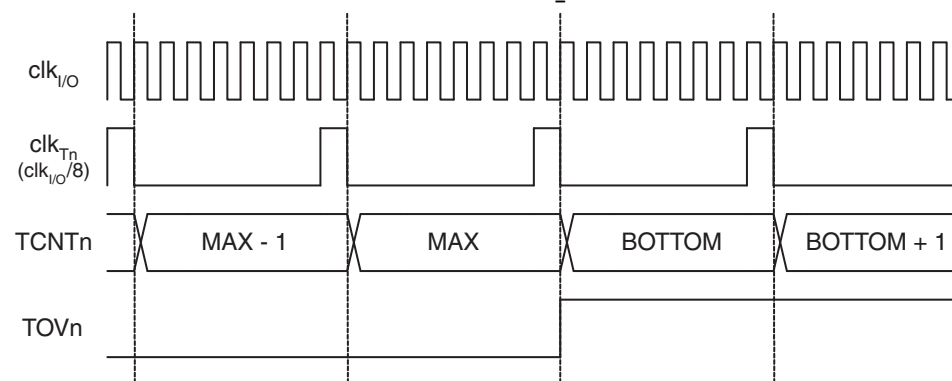 clkI/O
clkTn
(clkI/O/8)
TCNTn
MAX - 1
MAX
BOTTOM
BOTTOM + 1
TOVn